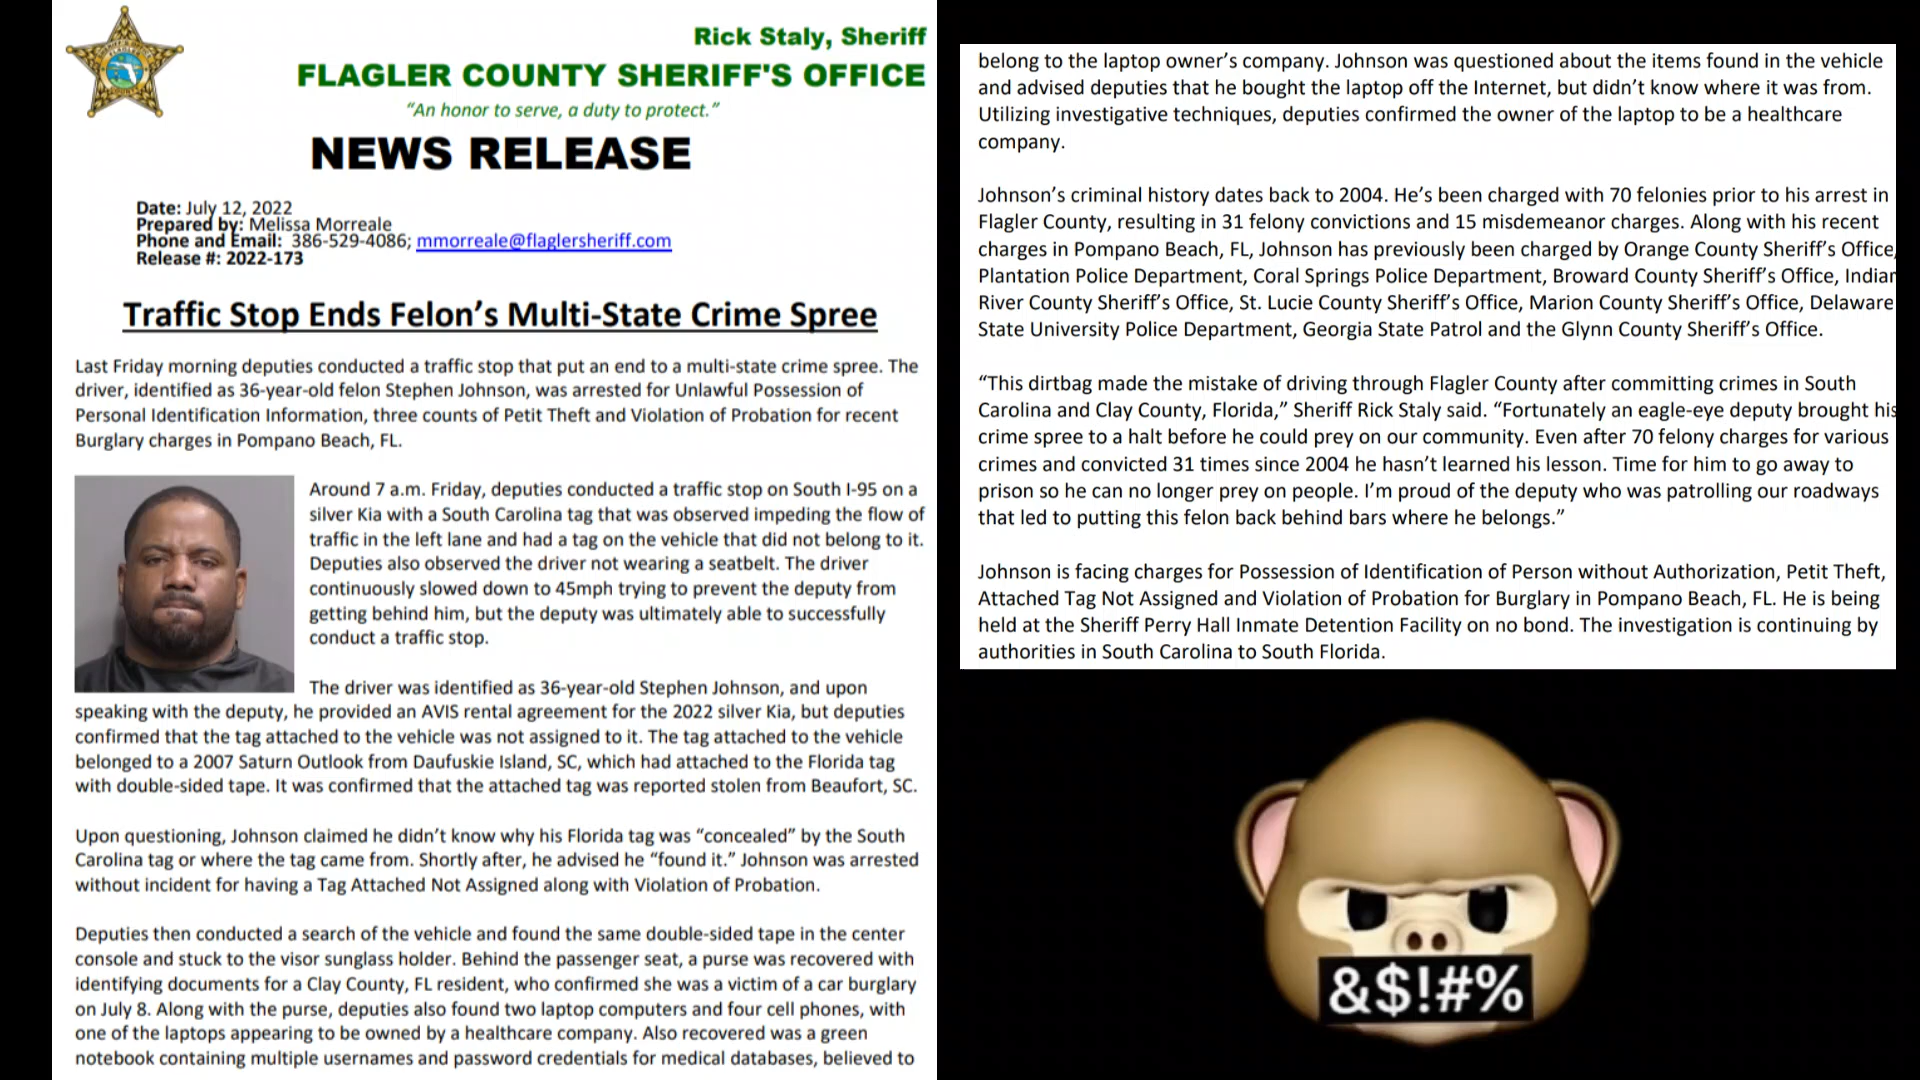 Rick Staly, Sheriff
FLAGLER COUNTY SHERIFF'S OFFICE
“An honor to serve, a duty to protect.”
NEWS RELEASE
Date: July 12, 2022
Prepared by: Melissa Morreale
Phone and Email: 386-529-4086; mmorreale@flaglersheriff.com
Release #: 2022-173
Traffic Stop Ends Felon’s Multi-State Crime Spree
Last Friday morning deputies conducted a traffic stop that put an end to a multi-state crime spree. The
driver, identified as 36-year-old felon Stephen Johnson, was arrested for Unlawful Possession of
Personal Identification Information, three counts of Petit Theft and Violation of Probation for recent
Burglary charges in Pompano Beach, FL.
Around 7 a.m. Friday, deputies conducted a traffic stop on South I-95 on a
silver Kia with a South Carolina tag that was observed impeding the flow of
traffic in the left lane and had a tag on the vehicle that did not belong to it.
Deputies also observed the driver not wearing a seatbelt. The driver
continuously slowed down to 45mph trying to prevent the deputy from
getting behind him, but the deputy was ultimately able to successfully
conduct a traffic stop.
The driver was identified as 36-year-old Stephen Johnson, and upon
speaking with the deputy, he provided an AVIS rental agreement for the 2022 silver Kia, but deputies
confirmed that the tag attached to the vehicle was not assigned to it. The tag attached to the vehicle
belonged to a 2007 Saturn Outlook from Daufuskie Island, SC, which had attached to the Florida tag
with double-sided tape. It was confirmed that the attached tag was reported stolen from Beaufort, SC.
Upon questioning, Johnson claimed he didn’t know why his Florida tag was “concealed” by the South
Carolina tag or where the tag came from. Shortly after, he advised he “found it.” Johnson was arrested
without incident for having a Tag Attached Not Assigned along with Violation of Probation.
Deputies then conducted a search of the vehicle and found the same double-sided tape in the center
console and stuck to the visor sunglass holder. Behind the passenger seat, a purse was recovered with
identifying documents for a Clay County, FL resident, who confirmed she was a victim of a car burglary
on July 8. Along with the purse, deputies also found two laptop computers and four cell phones, with
one of the laptops appearing to be owned by a healthcare company. Also recovered was a green
notebook containing multiple usernames and password credentials for medical databases, believed to
belong to the laptop owner’s company. Johnson was questioned about the items found in the vehicle
and advised deputies that he bought the laptop off the Internet, but didn’t know where it was from.
Utilizing investigative techniques, deputies confirmed the owner of the laptop to be a healthcare
company.
Johnson’s criminal history dates back to 2004. He’s been charged with 70 felonies prior to his arrest in
Flagler County, resulting in 31 felony convictions and 15 misdemeanor charges. Along with his recent
charges in Pompano Beach, FL, Johnson has previously been charged by Orange County Sheriff’s Office,
Plantation Police Department, Coral Springs Police Department, Broward County Sheriff’s Office, Indian
River County Sheriff’s Office, St. Lucie County Sheriff’s Office, Marion County Sheriff’s Office, Delaware
State University Police Department, Georgia State Patrol and the Glynn County Sheriff’s Office.
“This dirtbag made the mistake of driving through Flagler County after committing crimes in South
Carolina and Clay County, Florida,” Sheriff Rick Staly said. “Fortunately an eagle-eye deputy brought his
crime spree to a halt before he could prey on our community. Even after 70 felony charges for various
crimes and convicted 31 times since 2004 he hasn’t learned his lesson. Time for him to go away to
prison so he can no longer prey on people. I’m proud of the deputy who was patrolling our roadways
that led to putting this felon back behind bars where he belongs.”
Johnson is facing charges for Possession of Identification of Person without Authorization, Petit Theft,
Attached Tag Not Assigned and Violation of Probation for Burglary in Pompano Beach, FL. He is being
held at the Sheriff Perry Hall Inmate Detention Facility on no bond. The investigation is continuing by
authorities in South Carolina to South Florida.
&$!#%